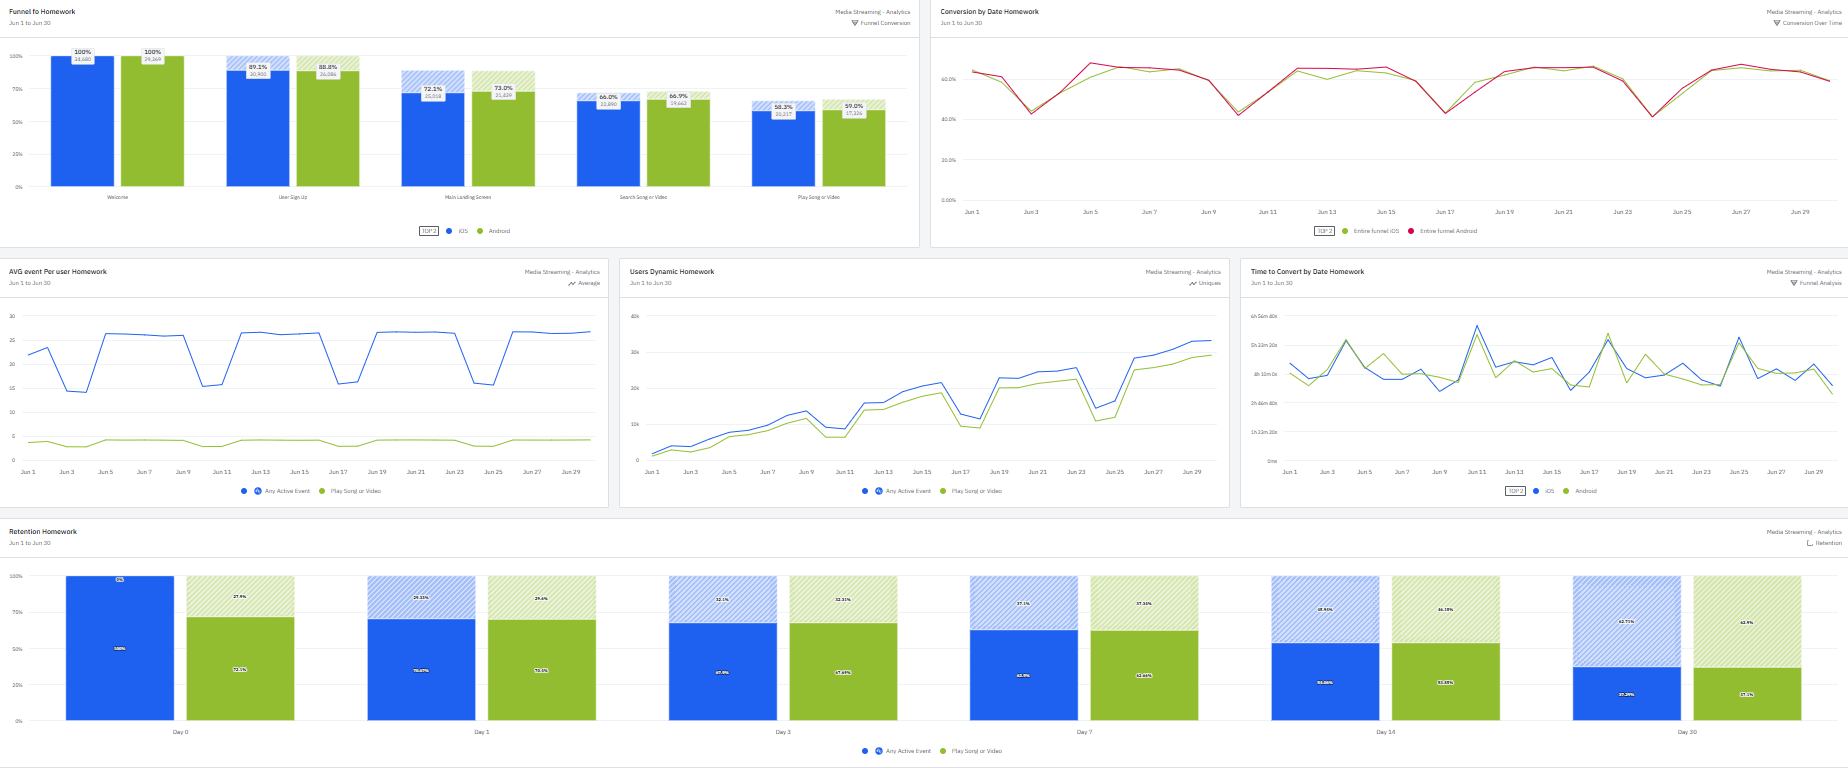 Funnel fo Homework
Media Streaming - Analytics
Jun 1 to Jun 30
Funnel Conversion
100%
75%
50%
25%
0%
100%
34,680
100%
29,369
89.1%
30,902
88.8%
26,086
72.1%
25,018
73.0%
21,439
66.0%
22,890
66.9%
19,662
58.3%
20,217
59.0%
17,326
Welcome
User Sign Up
Main Landing Screen
Search Song or Video
Play Song or Video
TOP 2
iOS
Android
Conversion by Date Homework
Media Streaming - Analytics
Jun 1 to Jun 30
Conversion Over Time
60.0%
40.0%
20.0%
0.00%
Jun 1
Jun 3
Jun 5
Jun 7
Jun 9
Jun 11
Jun 13
Jun 15
Jun 17
Jun 19
Jun 21
Jun 23
Jun 25
Jun 27
Jun 29
TOP 2
Entire funnel iOS
Entire funnel Android
AVG event Per user Homework
Media Streaming - Analytics
Jun 1 to Jun 30
Average
30
25
20
15
10
5
0
Jun 1
Jun 3
Jun 5
Jun 7
Jun 9
Jun 11
Jun 13
Jun 15
Jun 17
Jun 19
Jun 21
Jun 23
Jun 25
Jun 27
Jun 29
Any Active Event
Play Song or Video
Users Dynamic Homework
Media Streaming - Analytics
Jun 1 to Jun 30
Uniques
40k
30k
20k
10k
0
Jun 1
Jun 3
Jun 5
Jun 7
Jun 9
Jun 11
Jun 13
Jun 15
Jun 17
Jun 19
Jun 21
Jun 23
Jun 25
Jun 27
Jun 29
Any Active Event
Play Song or Video
Time to Convert by Date Homework
Media Streaming - Analytics
Jun 1 to Jun 30
Funnel Analysis
6h 56m 40s
5h 33m 20s
4h 10m 0s
2h 46m 40s
1h 23m 20s
0ms
Jun 1
Jun 3
Jun 5
Jun 7
Jun 9
Jun 11
Jun 13
Jun 15
Jun 17
Jun 19
Jun 21
Jun 23
Jun 25
Jun 27
Jun 29
TOP 2
iOS
Android
Retention Homework
Media Streaming - Analytics
Jun 1 to Jun 30
Retention
100%
75%
50%
25%
0%
0%
100%
27.9%
72.1%
29.33%
70.67%
29.6%
70.4%
32.1%
67.9%
32.31%
67.69%
37.1%
62.9%
37.34%
62.66%
45.94%
54.06%
46.15%
53.85%
62.71%
37.29%
62.9%
37.1%
Day 0
Day 1
Day 3
Day 7
Day 14
Day 30
Any Active Event
Play Song or Video